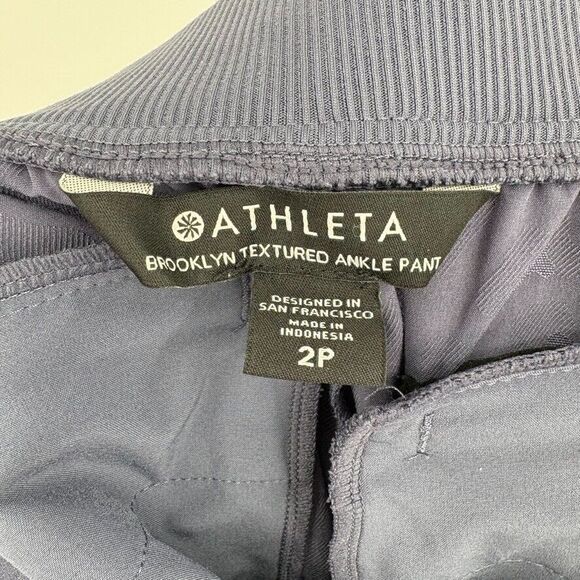 ATHLETA
BROOKLYN TEXTURED ANKLE PANT
DESIGNED IN
SAN FRANCISCO
MADE IN
INDONESIA
2P